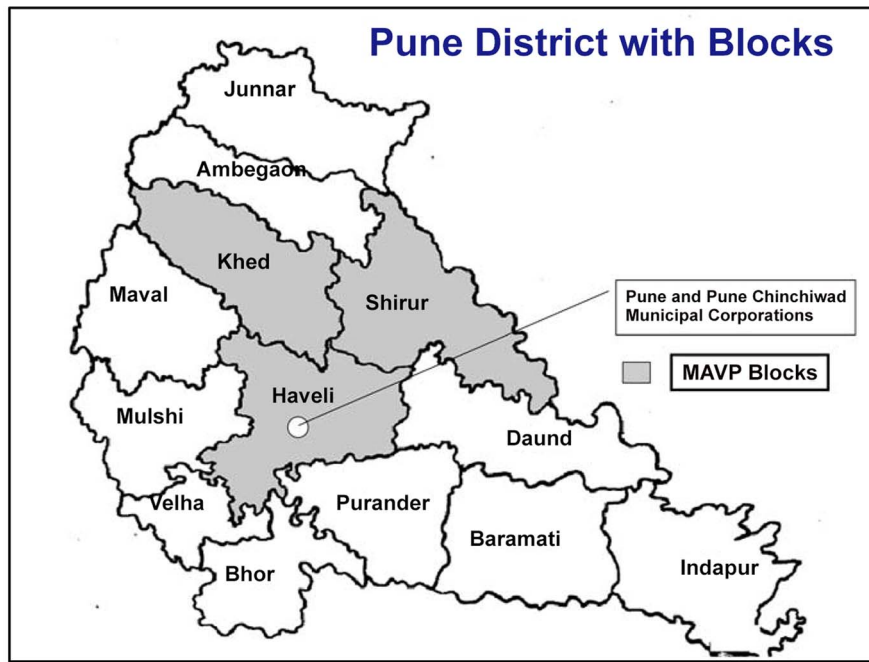 Pune District with Blocks
Junnar
Ambegaon
Khed
Maval
Shirur
Pune and Pune Chinchiwad
Municipal Corporations
MAVP Blocks
Haveli
Mulshi
Daund
Velha
Purander
Baramati
Bhor
Indapur